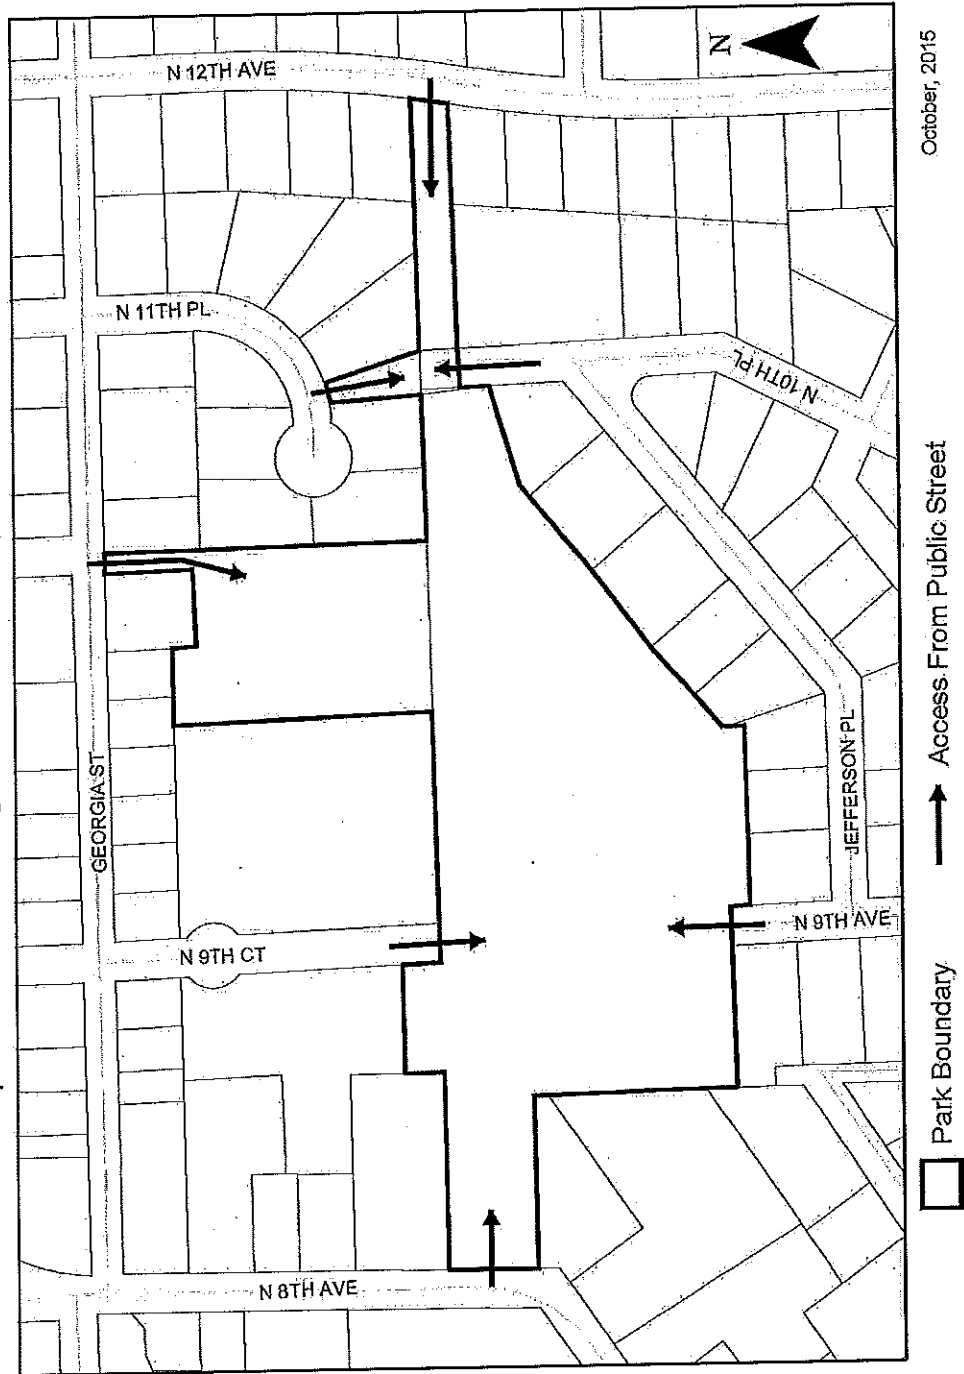 GEORGIA ST
N 12TH AVE
N 11TH PL
N 10TH PL
N 9TH CT
N 9TH AVE
JEFFERSON PL
N 8TH AVE
N
Park Boundary
Access From Public Street
October, 2015